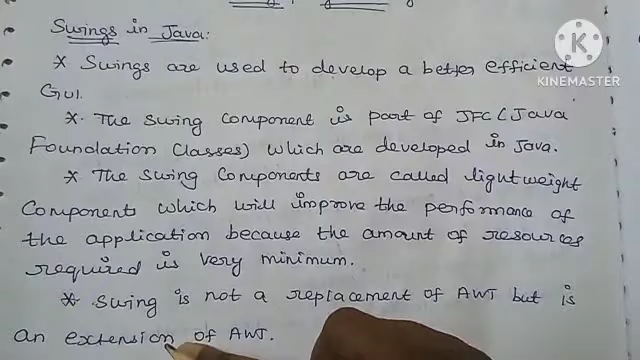 Swings in Java:
* Swings are used to develop a better efficient
GUI.
* The swing component is part of JFC (Java
Foundation Classes) which are developed in Java.
* The swing components are called lightweight
components which will improve the performance of
the application because the amount of resources
required is very minimum.
* Swing is not a replacement of AWT but is
an extension of AWT.
K
KINEMASTER